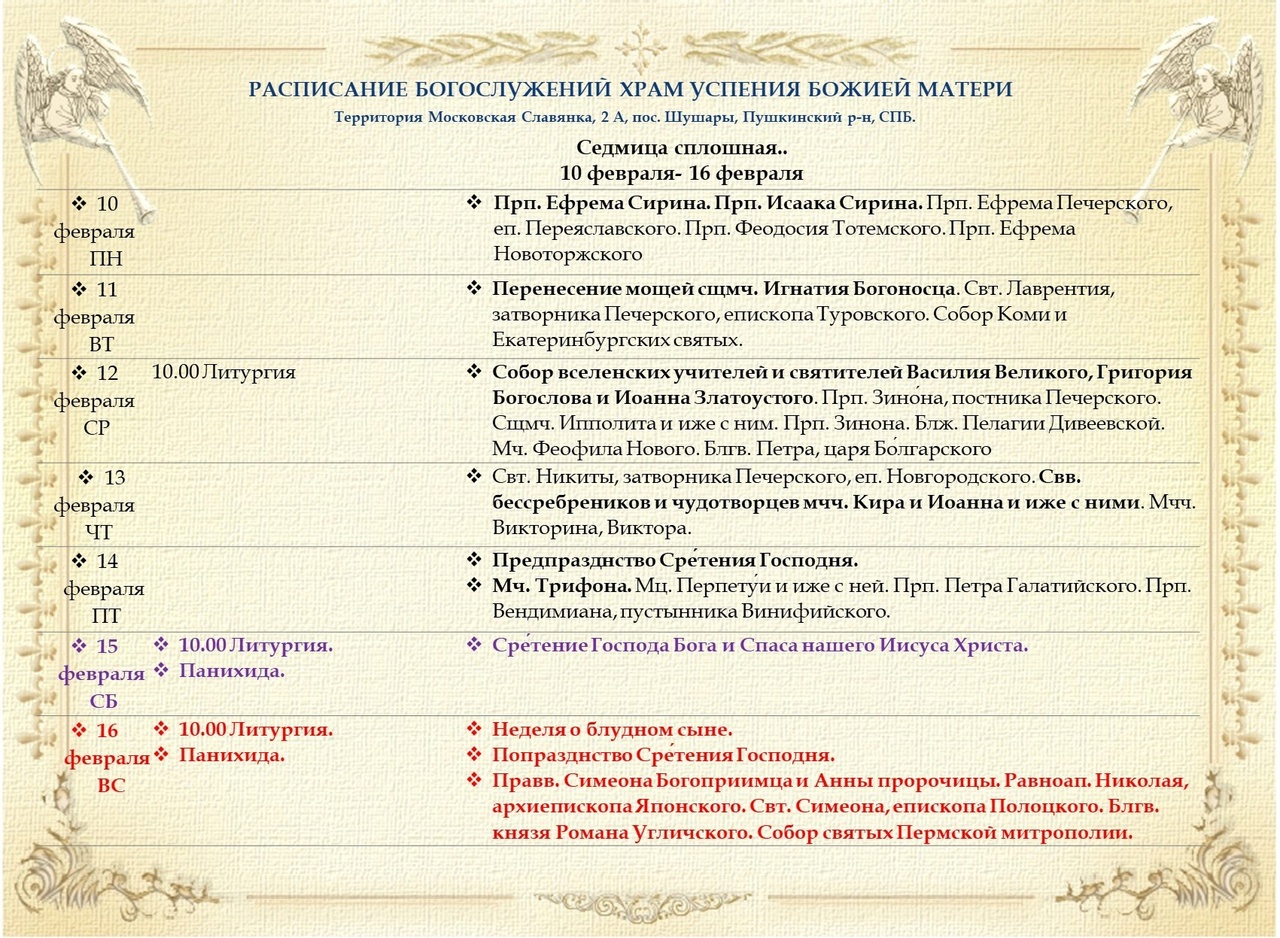 РАСПИСАНИЕ БОГОСЛУЖЕНИЙ ХРАМ УСПЕНИЯ БОЖИЕЙ МАТЕРИ
Территория Московская Славянка, 2 А, пос. Шушары, Пушкинский р-н, СПБ.
Седмица сплошная..
10 февраля- 16 февраля
❖ 10
февраля
ПН
❖ Прп. Ефрема Сирина. Прп. Исаака Сирина. Прп. Ефрема Печерского,
еп. Переяславского. Прп. Феодосия Тотемского. Прп. Ефрема
Новоторжского
❖ 11
февраля
ВТ
❖ Перенесение мощей сщмч. Игнатия Богоносца. Свт. Лаврентия,
затворника Печерского, епископа Туровского. Собор Коми и
Екатеринбургских святых.
❖ 12
февраля
СР
10.00 Литургия
❖ Собор вселенских учителей и святителей Василия Великого, Григория
Богослова и Иоанна Златоустого. Прп. Зино́на, постника Печерского.
Сщмч. Ипполита и иже с ним. Прп. Зинона. Блж. Пелагии Дивеевской.
Мч. Феофила Нового. Блгв. Петра, царя Бо́лгарского
❖ 13
февраля
ЧТ
❖ Свт. Никиты, затворника Печерского, еп. Новгородского. Свв.
бессребреников и чудотворцев мчч. Кира и Иоанна и иже с ними. Мчч.
Викторина, Виктора.
❖ 14
февраля
ПТ
❖ Предпразднство Сре́тения Господня.
❖ Мч. Трифона. Мц. Перпету́и и иже с ней. Прп. Петра Галатийского. Прп.
Вендимиана, пустынника Винифийского.
❖ 15
февраля
СБ
❖ 10.00 Литургия.
❖ Панихида.
❖ Сре́тение Господа Бога и Спаса нашего Иисуса Христа.
❖ 16
февраля
ВС
❖ 10.00 Литургия.
❖ Панихида.
❖ Неделя о блудном сыне.
❖ Попразднство Сре́тения Господня.
❖ Правв. Симеона Богоприимца и Анны пророчицы. Равноап. Николая,
архиепископа Японского. Свт. Симеона, епископа Полоцкого. Блгв.
князя Романа Угличского. Собор святых Пермской митрополии.